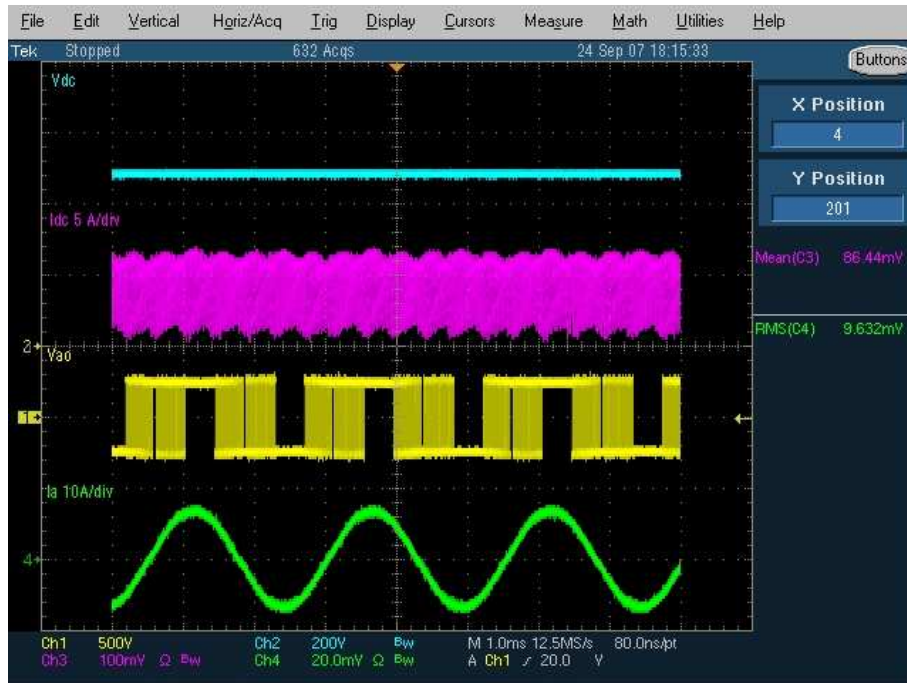 File Edit Vertical Horiz/Acq Trig Display Cursors Measure Math Utilities Help
Tek Stopped 632 Acqs 24 Sep 07 18:15:33
Buttons
Vdc
X Position
4
Y Position
201
Idc 5 A/div
Mean(C3) 86.44mV
RMS(C4) 9.632mV
2
Vao
1
Ia 10A/div
4
Ch1 500V Ch2 200V Bw M 1.0ms 12.5MS/s 80.0ns/pt
Ch3 100mV Ω Bw Ch4 20.0mV Ω Bw A Ch1 ⁄ 20.0 V